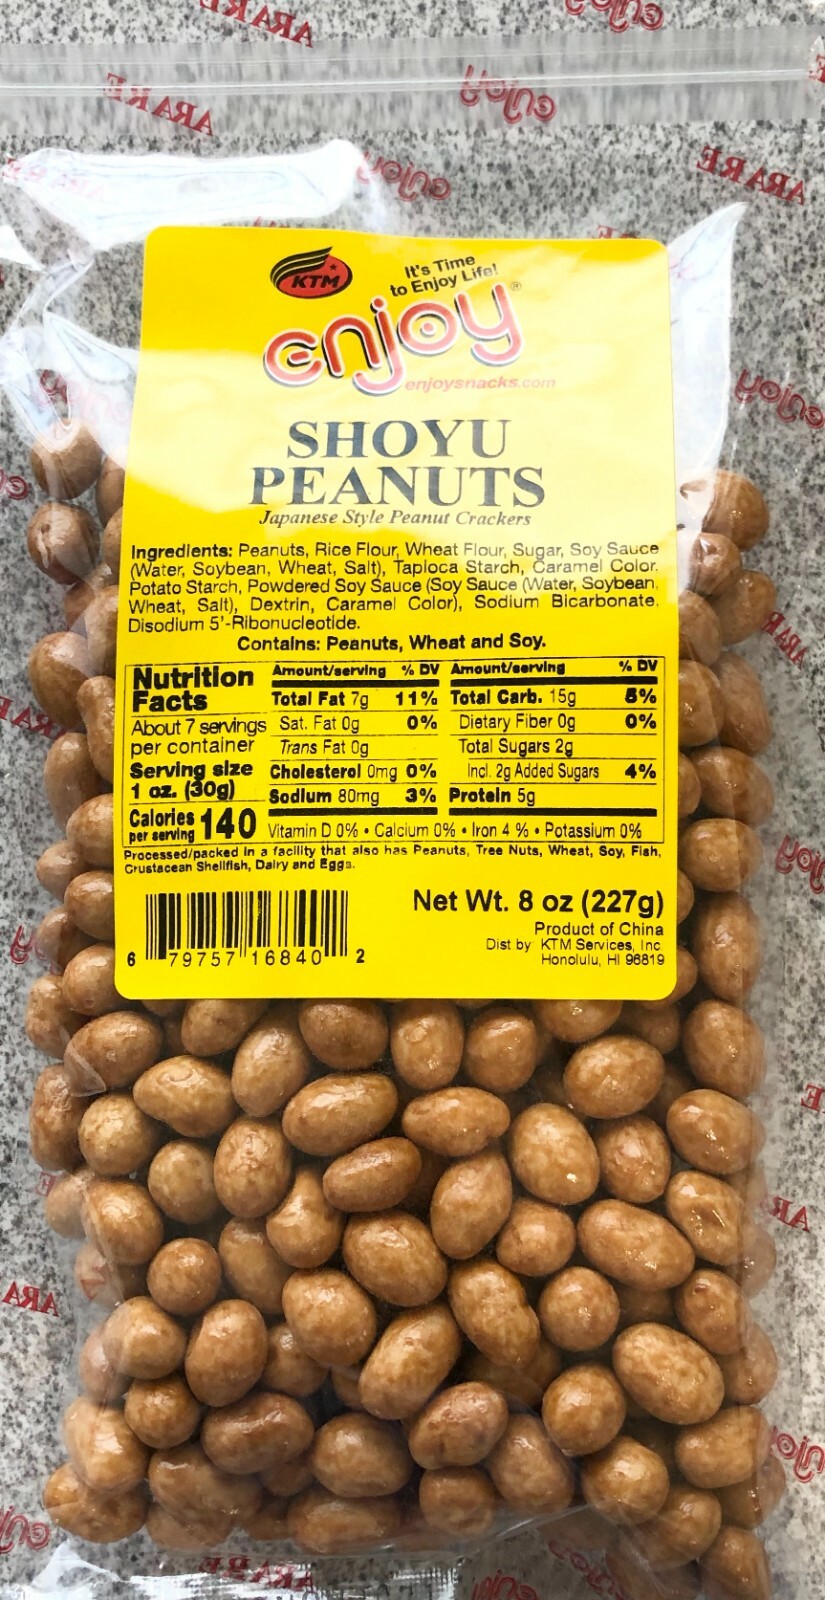 ARARE
enjoy
ARARE
enjoy
ARARE
enjoy
KTM
It's Time
to Enjoy Life!
enjoy®
enjoysnacks.com
SHOYU
PEANUTS
Japanese Style Peanut Crackers
Ingredients: Peanuts, Rice Flour, Wheat Flour, Sugar, Soy Sauce
(Water, Soybean, Wheat, Salt), Tapioca Starch, Caramel Color,
Potato Starch, Powdered Soy Sauce (Soy Sauce (Water, Soybean,
Wheat, Salt), Dextrin, Caramel Color), Sodium Bicarbonate,
Disodium 5'-Ribonucleotide.
Contains: Peanuts, Wheat and Soy.
Nutrition
Facts
About 7 servings
per container
Serving size
1 oz. (30g)
Calories
per serving 140
Amount/serving % DV
Total Fat 7g 11%
Sat. Fat 0g 0%
Trans Fat 0g
Cholesterol 0mg 0%
Sodium 80mg 3%
Amount/serving % DV
Total Carb. 15g 5%
Dietary Fiber 0g 0%
Total Sugars 2g
Incl. 2g Added Sugars 4%
Protein 5g
Vitamin D 0% • Calcium 0% • Iron 4 % • Potassium 0%
Processed/packed in a facility that also has Peanuts, Tree Nuts, Wheat, Soy, Fish,
Crustacean Shellfish, Dairy and Eggs.
6 79757 16840 2
Net Wt. 8 oz (227g)
Product of China
Dist by: KTM Services, Inc.
Honolulu, HI 96819